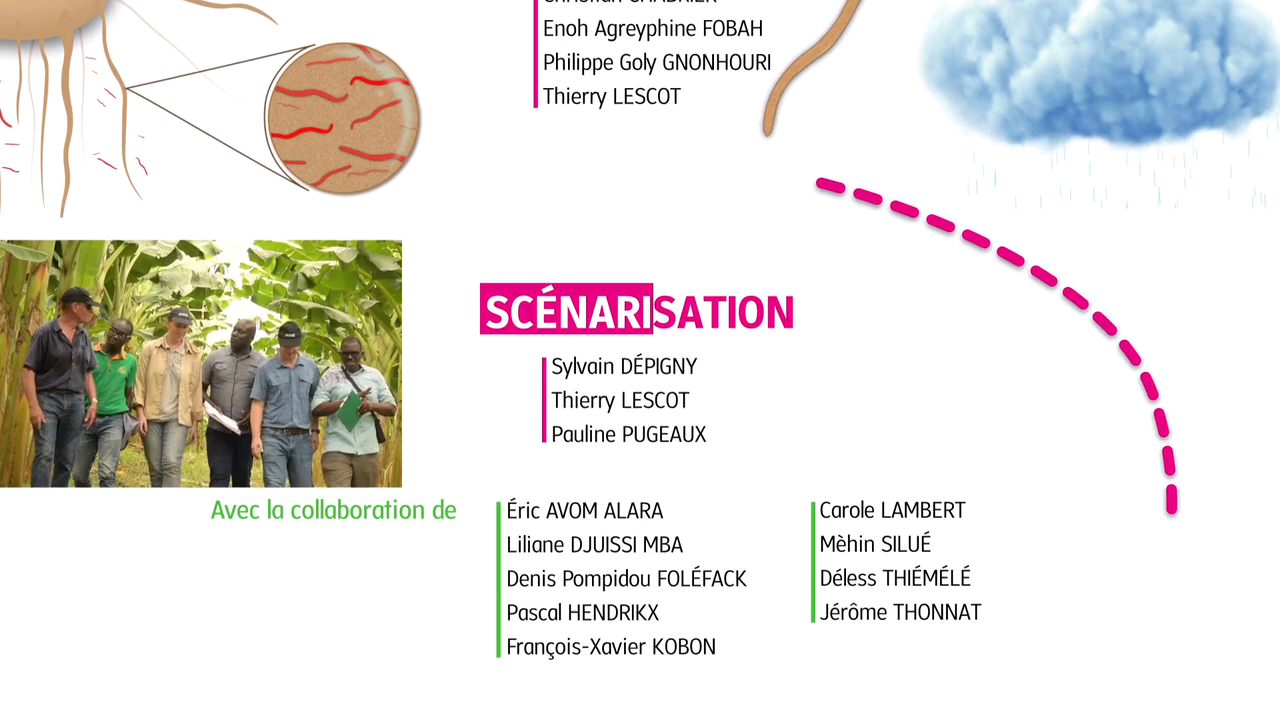 Enoh Agreyphine FOBAH
Philippe Goly GNONHOURI
Thierry LESCOT
SCÉNARISATION
Sylvain DÉPIGNY
Thierry LESCOT
Pauline PUGEAUX
Avec la collaboration de
Éric AVOM ALARA
Liliane DJUISSI MBA
Denis Pompidou FOLÉFACK
Pascal HENDRIKX
François-Xavier KOBON
Carole LAMBERT
Mèhin SILUÉ
Déless THIÉMÉLÉ
Jérôme THONNAT